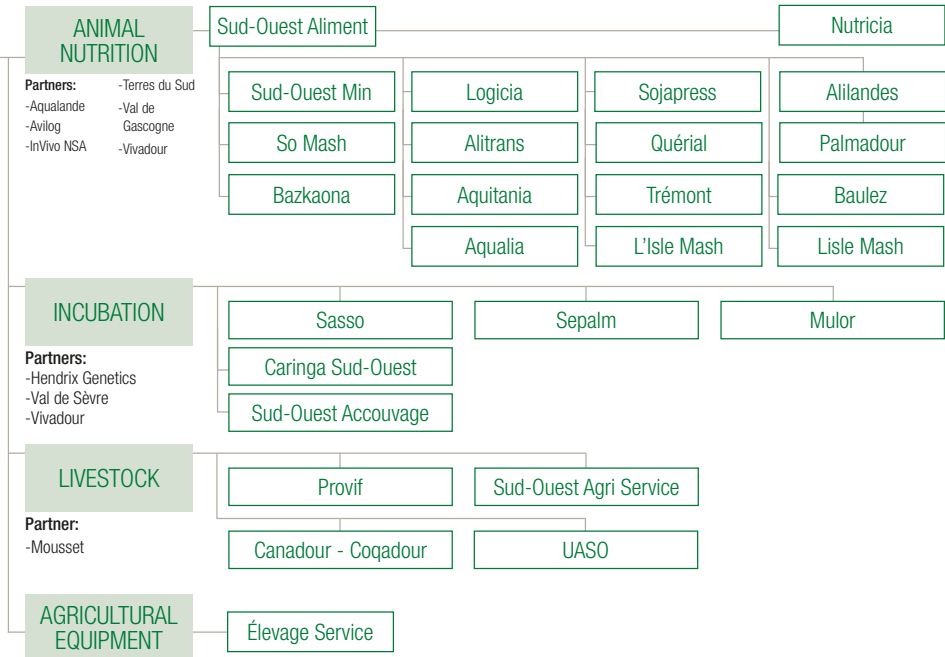 ANIMAL
NUTRITION
Sud-Ouest Aliment
Nutricia
Partners:
-Aqualande
-Avilog
-InVivo NSA
-Terres du Sud
-Val de
Gascogne
-Vivadour
Sud-Ouest Min
Logicia
Sojapress
Alilandes
So Mash
Alitrans
Quérial
Palmadour
Bazkaona
Aquitania
Trémont
Baulez
Aqualia
L'Isle Mash
Lisle Mash
INCUBATION
Partners:
-Hendrix Genetics
-Val de Sèvre
-Vivadour
Sasso
Sepalm
Mulor
Caringa Sud-Ouest
Sud-Ouest Accouvage
LIVESTOCK
Partner:
-Mousset
Provif
Sud-Ouest Agri Service
Canadour - Coqadour
UASO
AGRICULTURAL
EQUIPMENT
Élevage Service